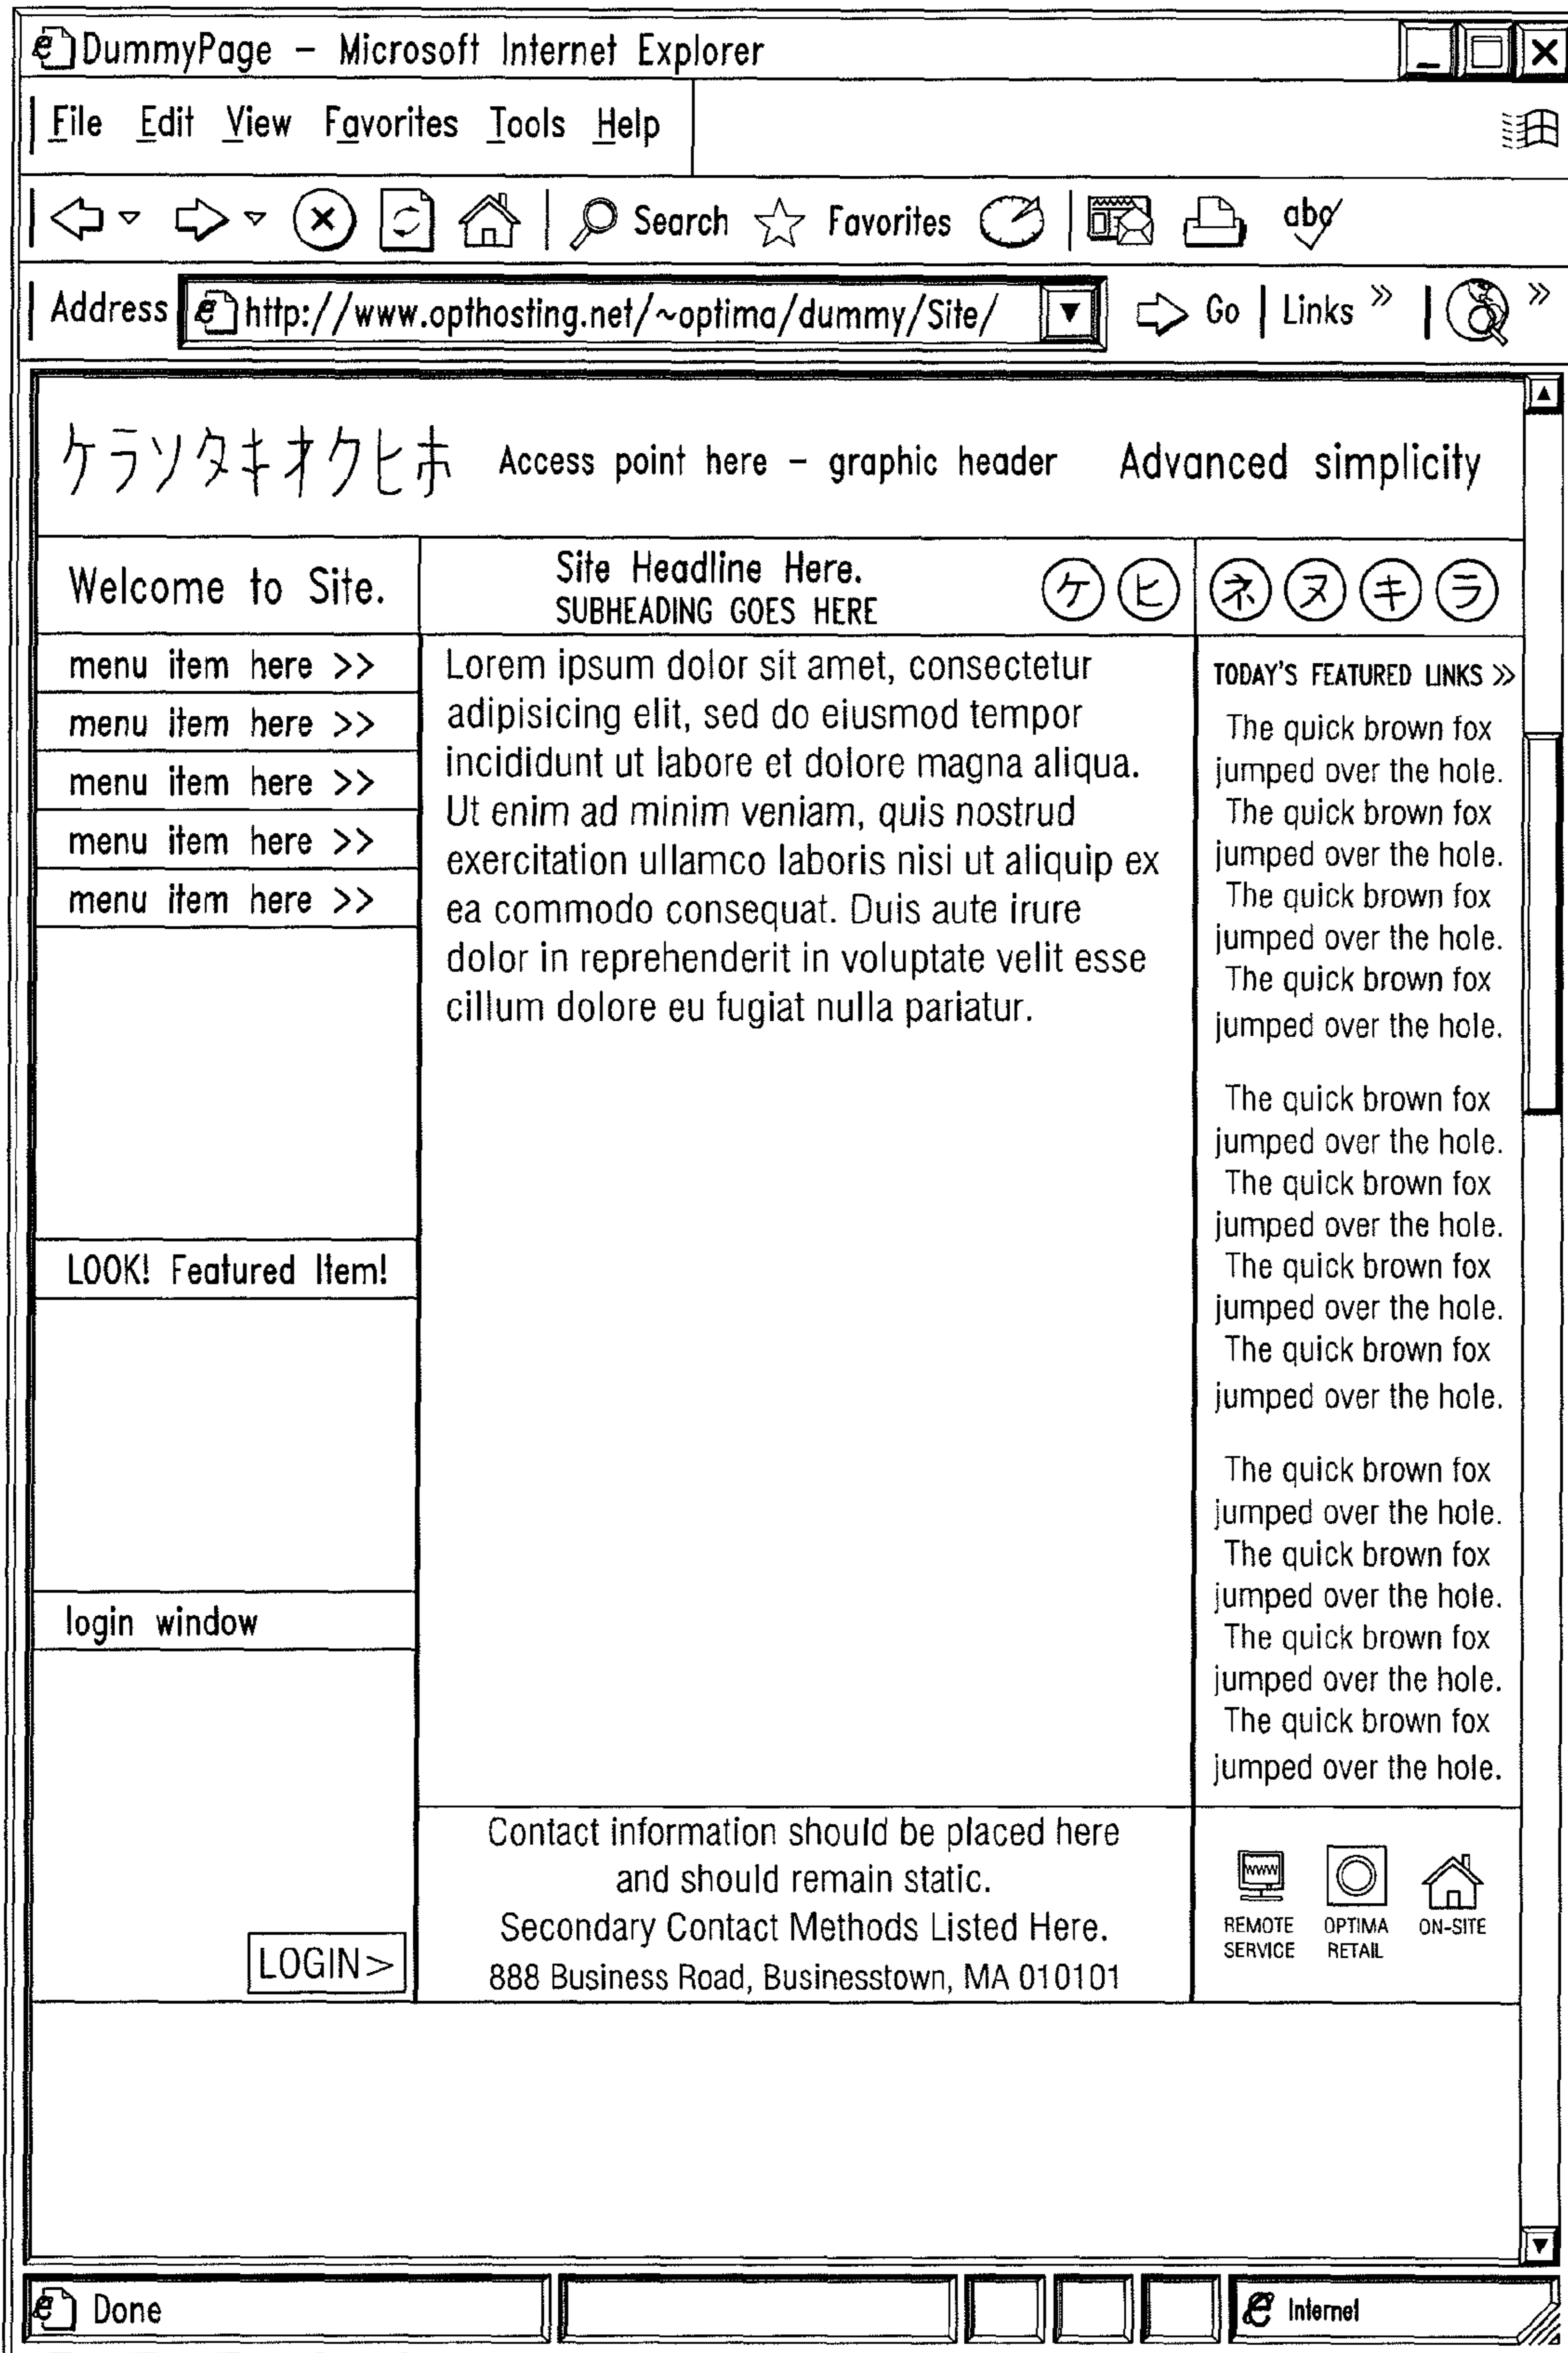 DummyPage – Microsoft Internet Explorer
File Edit View Favorites Tools Help
Search Favorites abc
Address http://www.opthosting.net/~optima/dummy/Site/ Go Links »  »
ケラソタキオクヒホ Access point here – graphic header Advanced simplicity
Welcome to Site.
menu item here >>
menu item here >>
menu item here >>
menu item here >>
menu item here >>
LOOK! Featured Item!
login window
LOGIN>
Site Headline Here.
SUBHEADING GOES HERE
ケ ヒ ネ ヌ キ ラ
Lorem ipsum dolor sit amet, consectetur
adipisicing elit, sed do eiusmod tempor
incididunt ut labore et dolore magna aliqua.
Ut enim ad minim veniam, quis nostrud
exercitation ullamco laboris nisi ut aliquip ex
ea commodo consequat. Duis aute irure
dolor in reprehenderit in voluptate velit esse
cillum dolore eu fugiat nulla pariatur.
Contact information should be placed here
and should remain static.
Secondary Contact Methods Listed Here.
888 Business Road, Businesstown, MA 010101
TODAY'S FEATURED LINKS »
The quick brown fox
jumped over the hole.
The quick brown fox
jumped over the hole.
The quick brown fox
jumped over the hole.
The quick brown fox
jumped over the hole.
The quick brown fox
jumped over the hole.
The quick brown fox
jumped over the hole.
The quick brown fox
jumped over the hole.
The quick brown fox
jumped over the hole.
The quick brown fox
jumped over the hole.
The quick brown fox
jumped over the hole.
The quick brown fox
jumped over the hole.
The quick brown fox
jumped over the hole.
www
REMOTE SERVICE
OPTIMA RETAIL
ON-SITE
Done
Internet